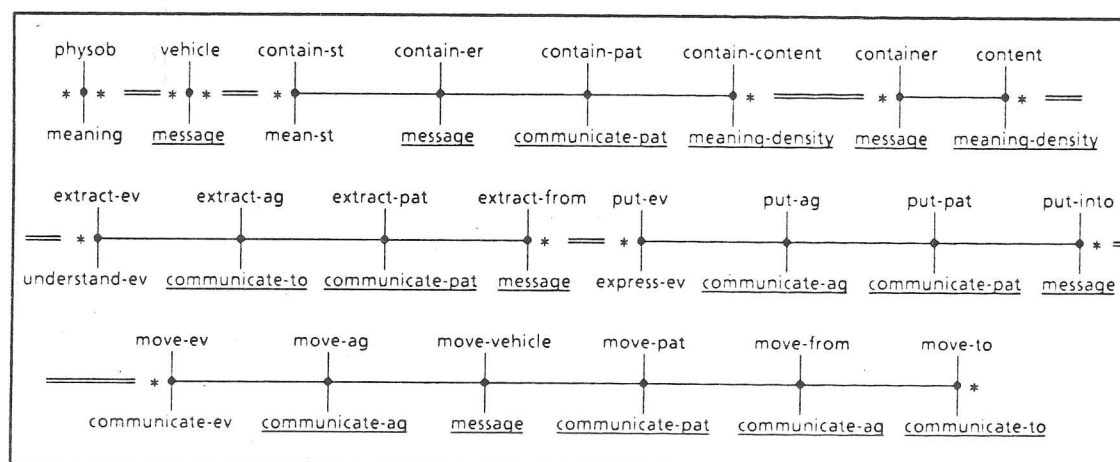 physob vehicle contain-st contain-er contain-pat contain-content container content
* * * * * * * *
meaning message mean-st message communicate-pat meaning-density message meaning-density
extract-ev extract-ag extract-pat extract-from put-ev put-ag put-pat put-into
* * * *
understand-ev communicate-to communicate-pat message express-ev communicate-ag communicate-pat message
move-ev move-ag move-vehicle move-pat move-from move-to
* *
communicate-ev communicate-ag message communicate-pat communicate-ag communicate-to